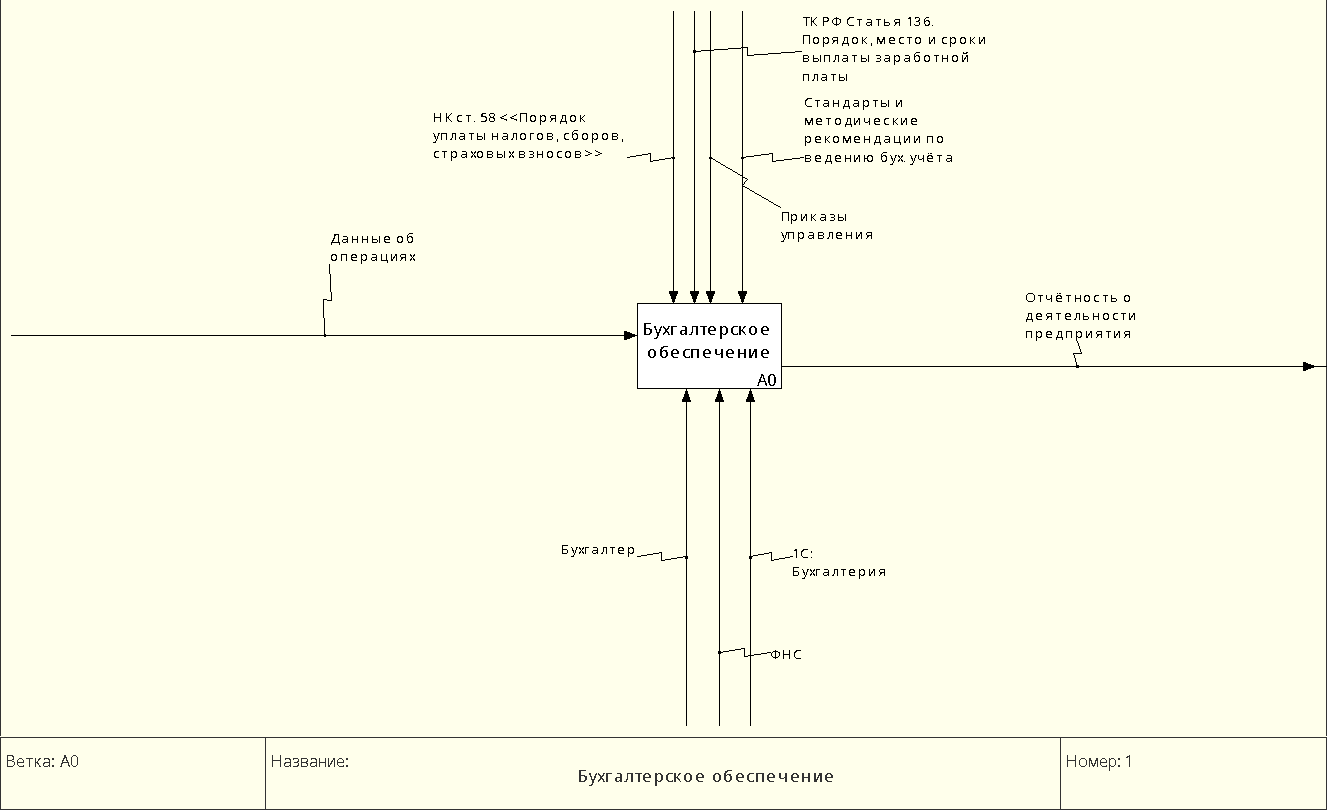 ТК РФ Статья 136.
Порядок, место и сроки
выплаты заработной
платы
Стандарты и
методические
рекомендации по
ведению бух.учёта
НК ст. 58 <<Порядок
уплаты налогов, сборов,
страховых взносов>>
Приказы
управления
Данные об
операциях
Отчётность о
деятельности
предприятия
Бухгалтерское
обеспечение
A0
Бухгалтер
1С:
Бухгалтерия
ФНС
Ветка: A0
Название:
Бухгалтерское обеспечение
Номер: 1